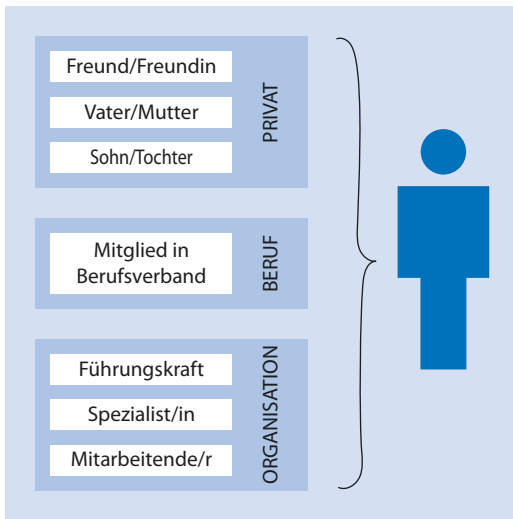 Freund/Freundin
Vater/Mutter
Sohn/Tochter
PRIVAT
Mitglied in
Berufsverband
BERUF
Führungskraft
Spezialist/in
Mitarbeitende/r
ORGANISATION